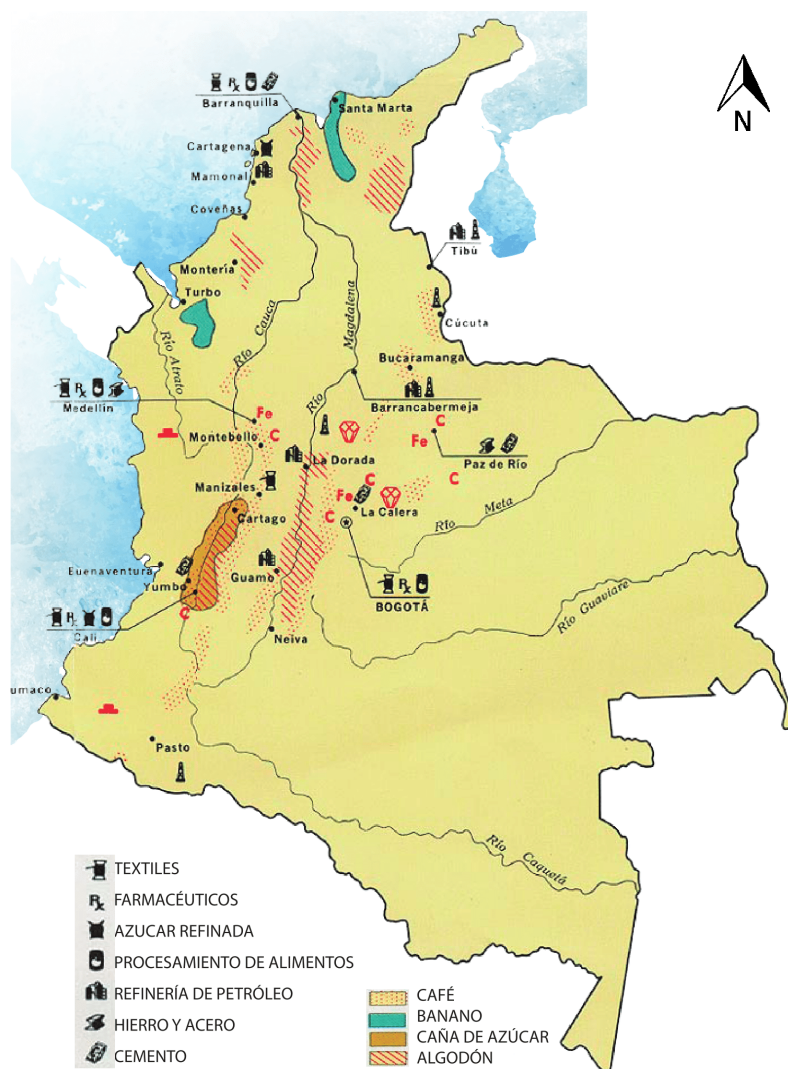 N
Barranquilla
Santa Marta
Cartagena
Mamonal
Coveñas
Tibú
Montería
Turbo
Río Cauca
Magdalena
Río
Cúcuta
Río Atrato
Bucaramanga
Medellín
Barrancabermeja
Fe
C
C
Montebello
Fe
Paz de Río
La Dorada
C
C
Manizales
Fe
La Calera
Cartago
C
Río Meta
Buenaventura
Guamo
Yumbo
BOGOTÁ
C
Río Guaviare
Cali
Neiva
umaco
Pasto
Río Caquetá
TEXTILES
FARMACÉUTICOS
AZUCAR REFINADA
PROCESAMIENTO DE ALIMENTOS
REFINERÍA DE PETRÓLEO
HIERRO Y ACERO
CEMENTO
CAFÉ
BANANO
CAÑA DE AZÚCAR
ALGODÓN